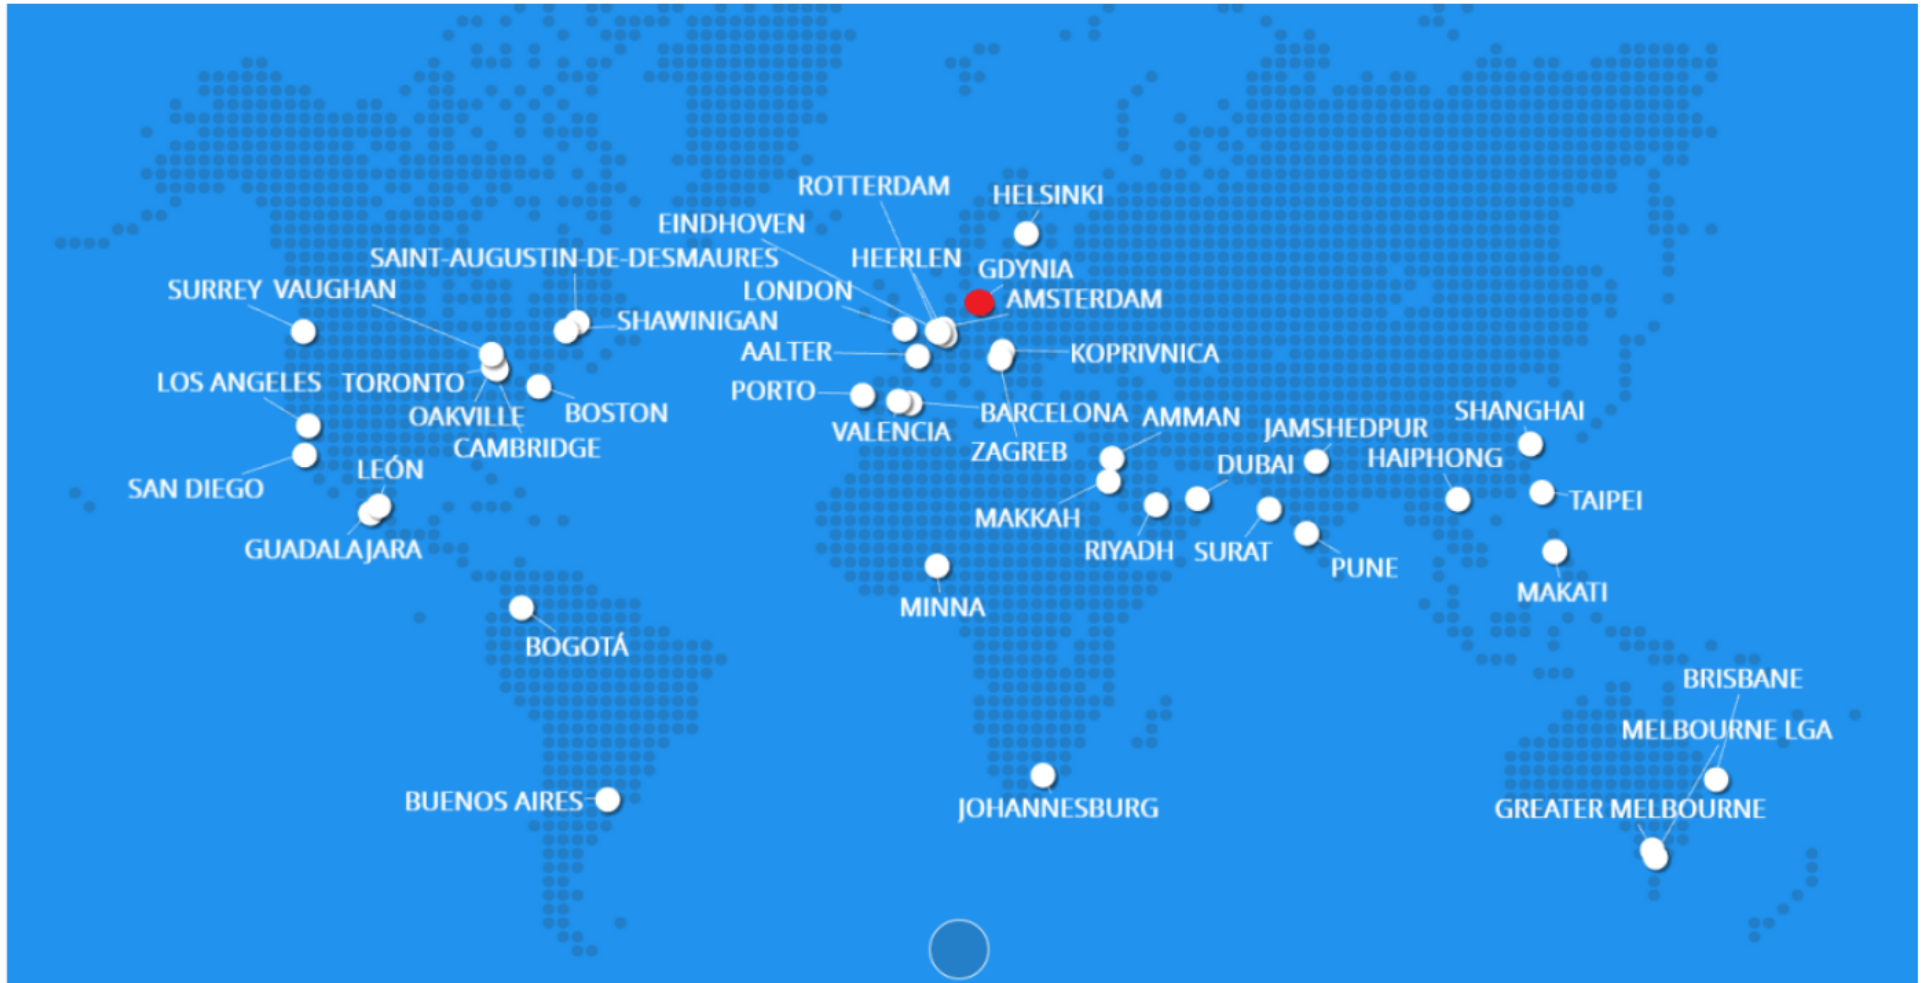 ROTTERDAM
HELSINKI
EINDHOVEN
SAINT-AUGUSTIN-DE-DESMAURES
HEERLEN
GDYNIA
SURREY
VAUGHAN
LONDON
AMSTERDAM
SHAWINIGAN
AALTER
KOPRIVNICA
LOS ANGELES
TORONTO
PORTO
OAKVILLE
BOSTON
BARCELONA
AMMAN
SHANGHAI
VALENCIA
JAMSHEDPUR
CAMBRIDGE
ZAGREB
HAIPHONG
LEÓN
DUBAI
SAN DIEGO
TAIPEI
MAKKAH
GUADALAJARA
RIYADH
SURAT
PUNE
MAKATI
MINNA
BOGOTÁ
BRISBANE
MELBOURNE LGA
BUENOS AIRES
JOHANNESBURG
GREATER MELBOURNE